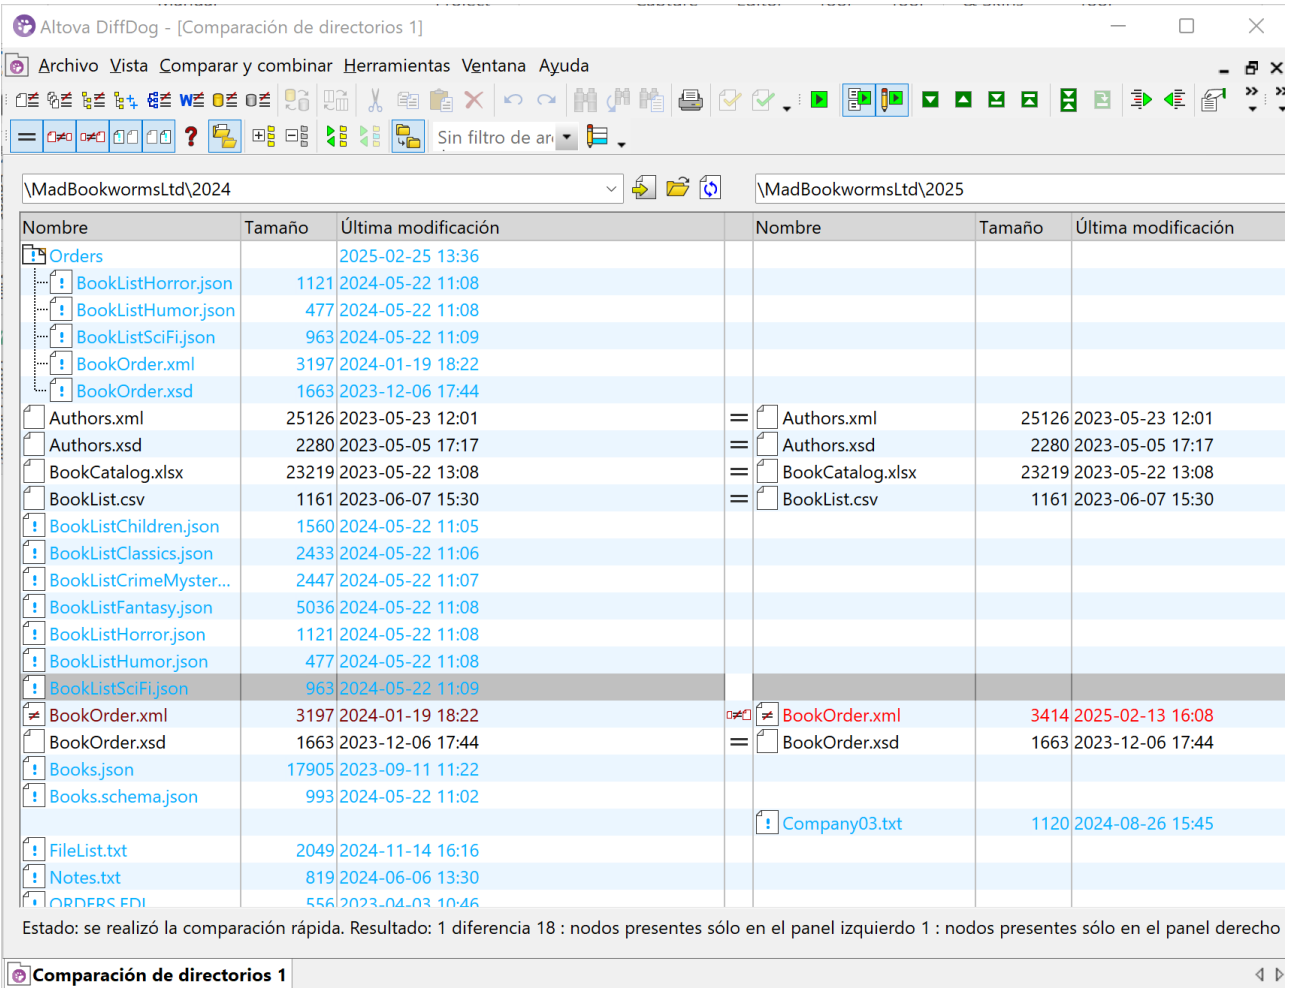 Altova DiffDog - [Comparación de directorios 1]
Archivo Vista Comparar y combinar Herramientas Ventana Ayuda
Sin filtro de ar
\MadBookwormsLtd\2024 \MadBookwormsLtd\2025
Nombre Tamaño Última modificación Nombre Tamaño Última modificación
Orders 2025-02-25 13:36
BookListHorror.json 1121 2024-05-22 11:08
BookListHumor.json 477 2024-05-22 11:08
BookListSciFi.json 963 2024-05-22 11:09
BookOrder.xml 3197 2024-01-19 18:22
BookOrder.xsd 1663 2023-12-06 17:44
Authors.xml 25126 2023-05-23 12:01 = Authors.xml 25126 2023-05-23 12:01
Authors.xsd 2280 2023-05-05 17:17 = Authors.xsd 2280 2023-05-05 17:17
BookCatalog.xlsx 23219 2023-05-22 13:08 = BookCatalog.xlsx 23219 2023-05-22 13:08
BookList.csv 1161 2023-06-07 15:30 = BookList.csv 1161 2023-06-07 15:30
BookListChildren.json 1560 2024-05-22 11:05
BookListClassics.json 2433 2024-05-22 11:06
BookListCrimeMyster... 2447 2024-05-22 11:07
BookListFantasy.json 5036 2024-05-22 11:08
BookListHorror.json 1121 2024-05-22 11:08
BookListHumor.json 477 2024-05-22 11:08
BookListSciFi.json 963 2024-05-22 11:09
BookOrder.xml 3197 2024-01-19 18:22 ≠ BookOrder.xml 3414 2025-02-13 16:08
BookOrder.xsd 1663 2023-12-06 17:44 = BookOrder.xsd 1663 2023-12-06 17:44
Books.json 17905 2023-09-11 11:22
Books.schema.json 993 2024-05-22 11:02
Company03.txt 1120 2024-08-26 15:45
FileList.txt 2049 2024-11-14 16:16
Notes.txt 819 2024-06-06 13:30
ORDERS.EDI 556 2023-04-03 10:46
Estado: se realizó la comparación rápida. Resultado: 1 diferencia 18 : nodos presentes sólo en el panel izquierdo 1 : nodos presentes sólo en el panel derecho
Comparación de directorios 1